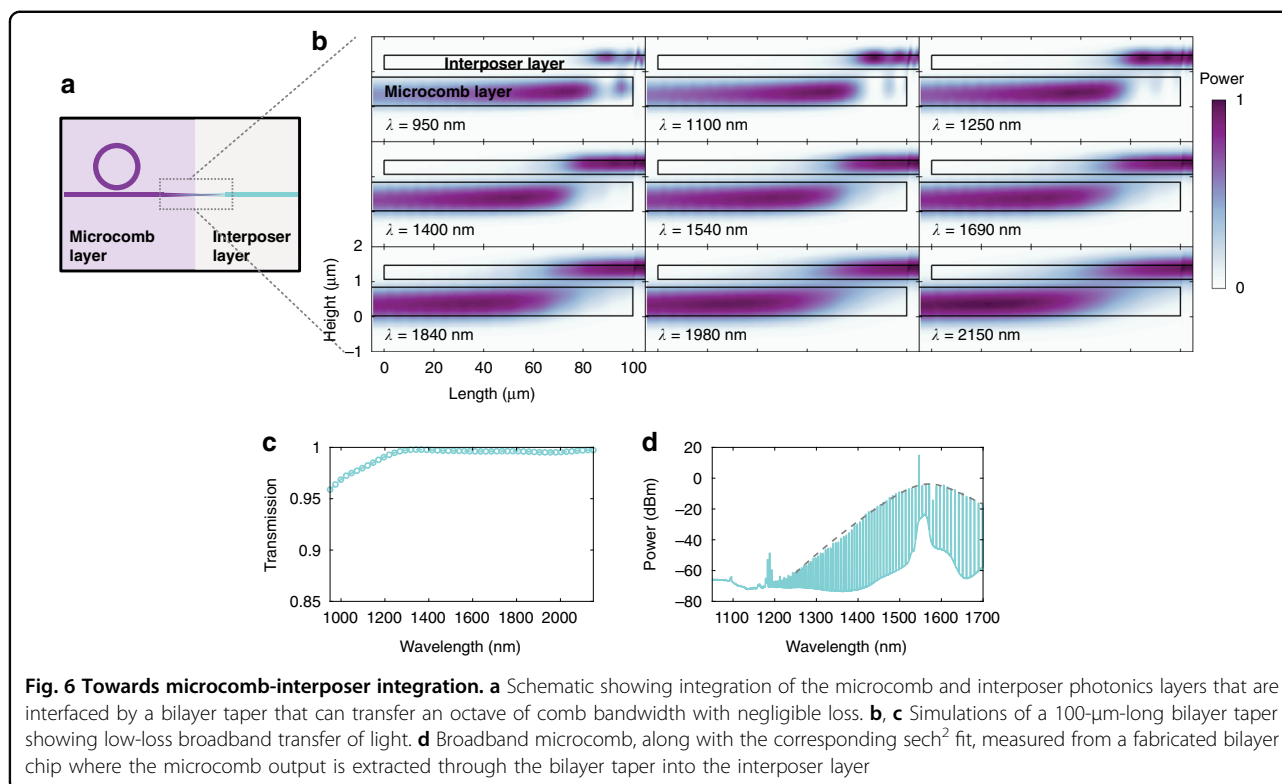 a
Microcomb
layer
Interposer
layer
b
Interposer layer
Microcomb layer
λ = 950 nm
λ = 1100 nm
λ = 1250 nm
λ = 1400 nm
λ = 1540 nm
λ = 1690 nm
λ = 1840 nm
λ = 1980 nm
λ = 2150 nm
2
1
0
–1
Height (μm)
0 20 40 60 80 100
Length (μm)
Power
1
0
c
1
0.95
0.9
0.85
Transmission
1000 1200 1400 1600 1800 2000
Wavelength (nm)
d
20
0
–20
–40
–60
–80
Power (dBm)
1100 1200 1300 1400 1500 1600 1700
Wavelength (nm)
Fig. 6 Towards microcomb-interposer integration. a Schematic showing integration of the microcomb and interposer photonics layers that are
interfaced by a bilayer taper that can transfer an octave of comb bandwidth with negligible loss. b, c Simulations of a 100-μm-long bilayer taper
showing low-loss broadband transfer of light. d Broadband microcomb, along with the corresponding sech² fit, measured from a fabricated bilayer
chip where the microcomb output is extracted through the bilayer taper into the interposer layer